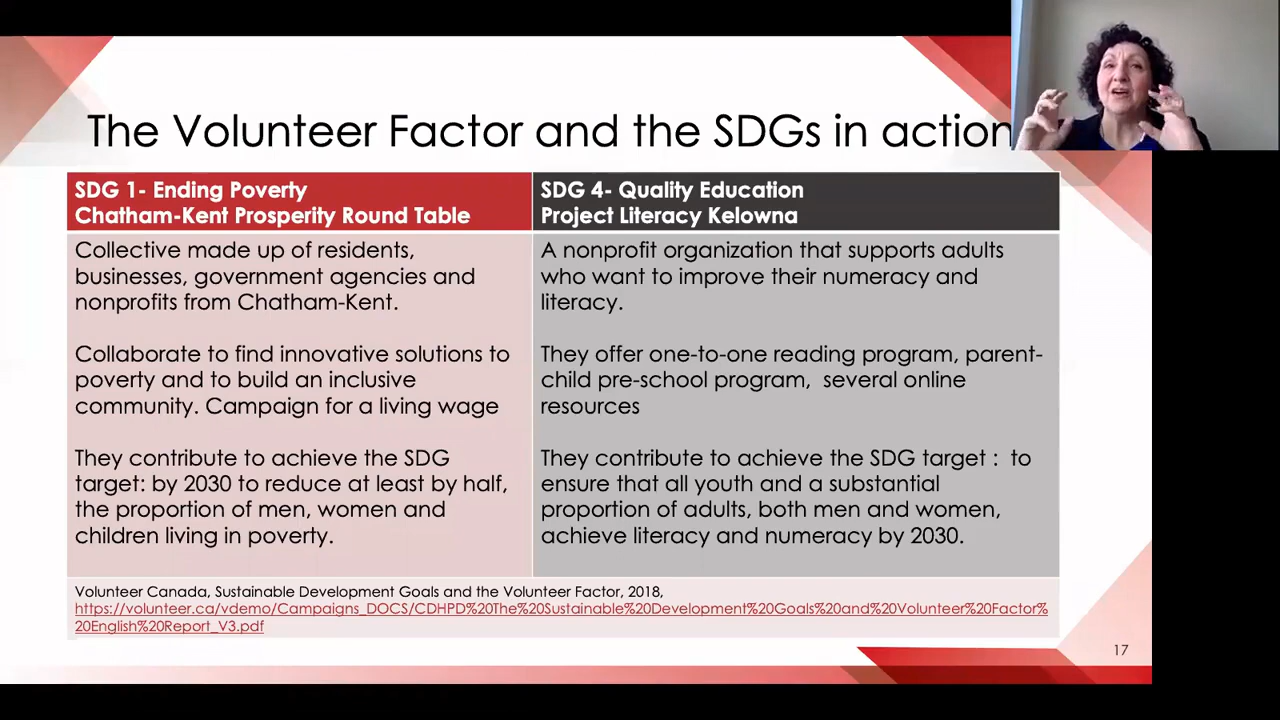 The Volunteer Factor and the SDGs in action
SDG 1- Ending Poverty
Chatham-Kent Prosperity Round Table
Collective made up of residents,
businesses, government agencies and
nonprofits from Chatham-Kent.
Collaborate to find innovative solutions to
poverty and to build an inclusive
community. Campaign for a living wage
They contribute to achieve the SDG
target: by 2030 to reduce at least by half,
the proportion of men, women and
children living in poverty.
SDG 4- Quality Education
Project Literacy Kelowna
A nonprofit organization that supports adults
who want to improve their numeracy and
literacy.
They offer one-to-one reading program, parent-
child pre-school program,  several online
resources
They contribute to achieve the SDG target :  to
ensure that all youth and a substantial
proportion of adults, both men and women,
achieve literacy and numeracy by 2030.
Volunteer Canada, Sustainable Development Goals and the Volunteer Factor, 2018,
https://volunteer.ca/vdemo/Campaigns_DOCS/CDHPD%20The%20Sustainable%20Development%20Goals%20and%20Volunteer%20Factor%
20English%20Report_V3.pdf
17